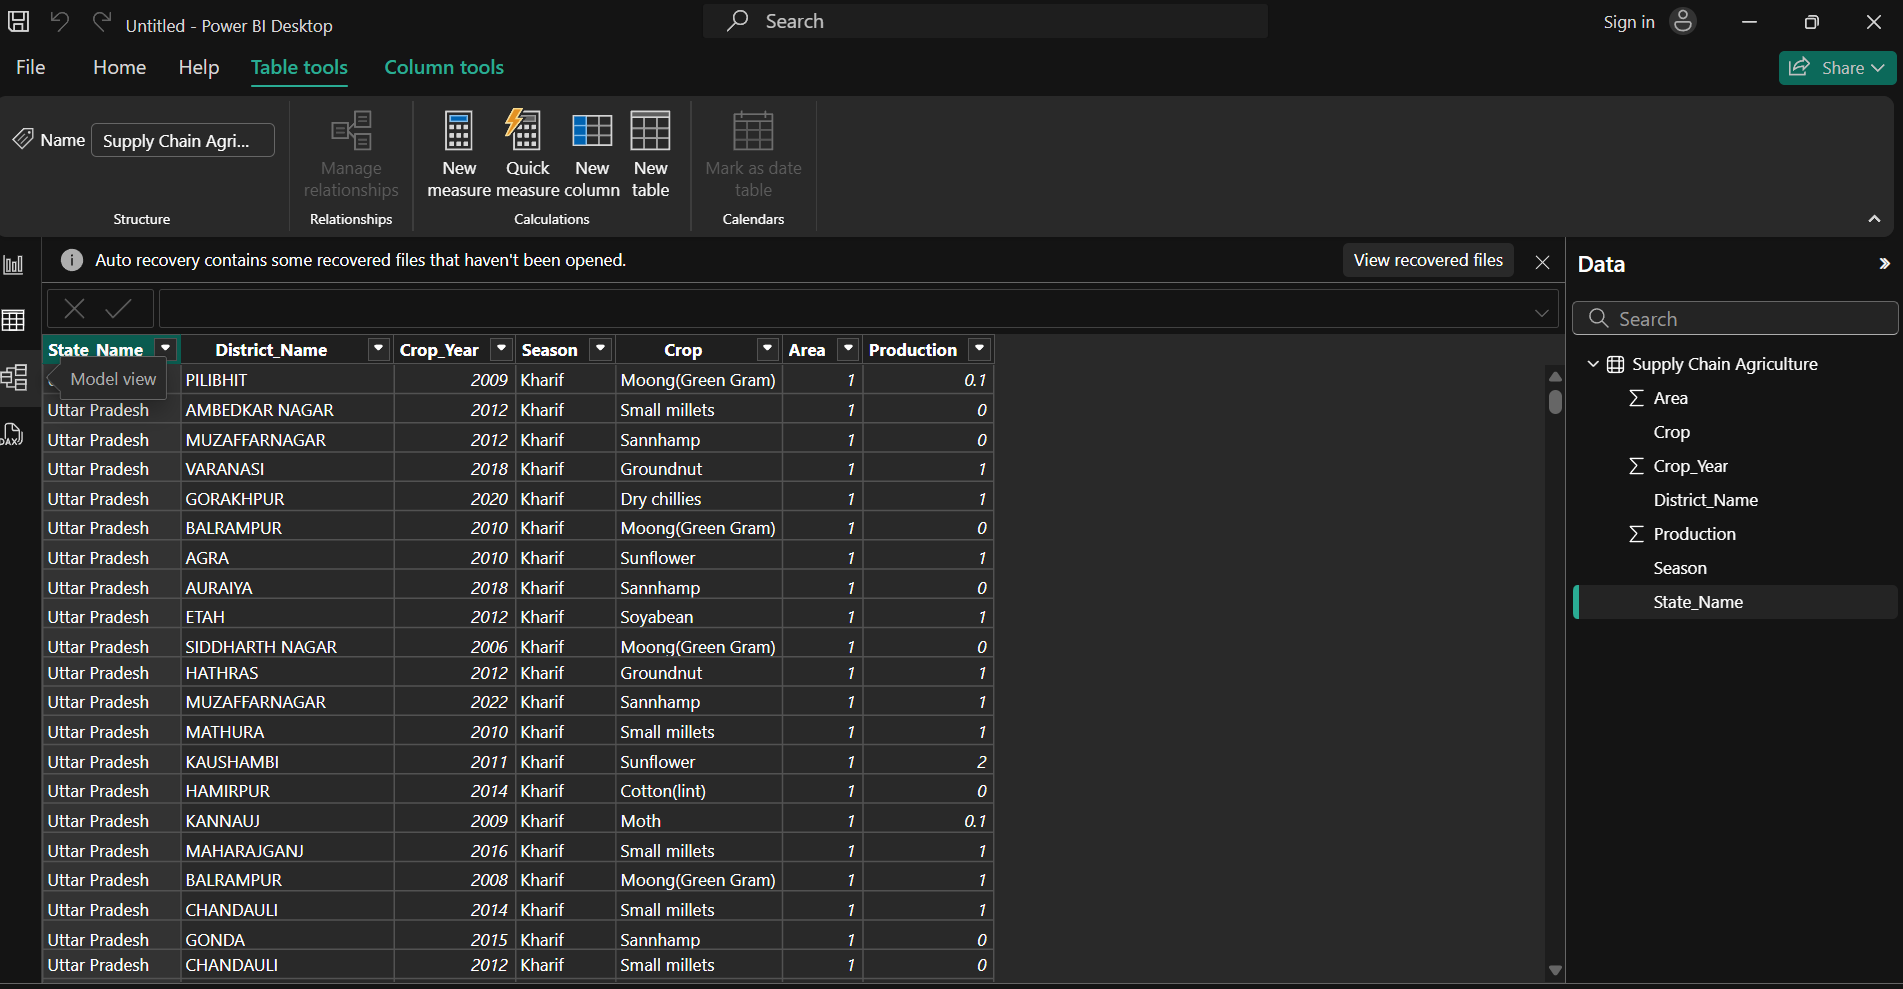 Untitled - Power BI Desktop
Search
Sign in
File Home Help Table tools Column tools
Share
Name Supply Chain Agri...
Manage relationships
New measure
Quick measure
New column
New table
Mark as date table
Structure Relationships Calculations Calendars
Auto recovery contains some recovered files that haven't been opened.
View recovered files
State_Name District_Name Crop_Year Season Crop Area Production
Model view
PILIBHIT 2009 Kharif Moong(Green Gram) 1 0.1
Uttar Pradesh AMBEDKAR NAGAR 2012 Kharif Small millets 1 0
Uttar Pradesh MUZAFFARNAGAR 2012 Kharif Sannhamp 1 0
Uttar Pradesh VARANASI 2018 Kharif Groundnut 1 1
Uttar Pradesh GORAKHPUR 2020 Kharif Dry chillies 1 1
Uttar Pradesh BALRAMPUR 2010 Kharif Moong(Green Gram) 1 0
Uttar Pradesh AGRA 2010 Kharif Sunflower 1 1
Uttar Pradesh AURAIYA 2018 Kharif Sannhamp 1 0
Uttar Pradesh ETAH 2012 Kharif Soyabean 1 1
Uttar Pradesh SIDDHARTH NAGAR 2006 Kharif Moong(Green Gram) 1 0
Uttar Pradesh HATHRAS 2012 Kharif Groundnut 1 1
Uttar Pradesh MUZAFFARNAGAR 2022 Kharif Sannhamp 1 1
Uttar Pradesh MATHURA 2010 Kharif Small millets 1 1
Uttar Pradesh KAUSHAMBI 2011 Kharif Sunflower 1 2
Uttar Pradesh HAMIRPUR 2014 Kharif Cotton(lint) 1 0
Uttar Pradesh KANNAUJ 2009 Kharif Moth 1 0.1
Uttar Pradesh MAHARAJGANJ 2016 Kharif Small millets 1 1
Uttar Pradesh BALRAMPUR 2008 Kharif Moong(Green Gram) 1 1
Uttar Pradesh CHANDAULI 2014 Kharif Small millets 1 1
Uttar Pradesh GONDA 2015 Kharif Sannhamp 1 0
Uttar Pradesh CHANDAULI 2012 Kharif Small millets 1 0
DAX
Data
Search
Supply Chain Agriculture
Area
Crop
Crop_Year
District_Name
Production
Season
State_Name